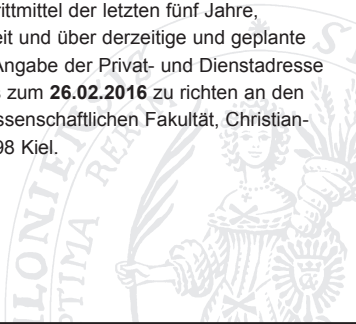 rittmittel der letzten fünf Jahre,
eit und über derzeitige und geplante
Angabe der Privat- und Dienstadresse
s zum 26.02.2016 zu richten an den
ssenschaftlichen Fakultät, Christian-
98 Kiel.